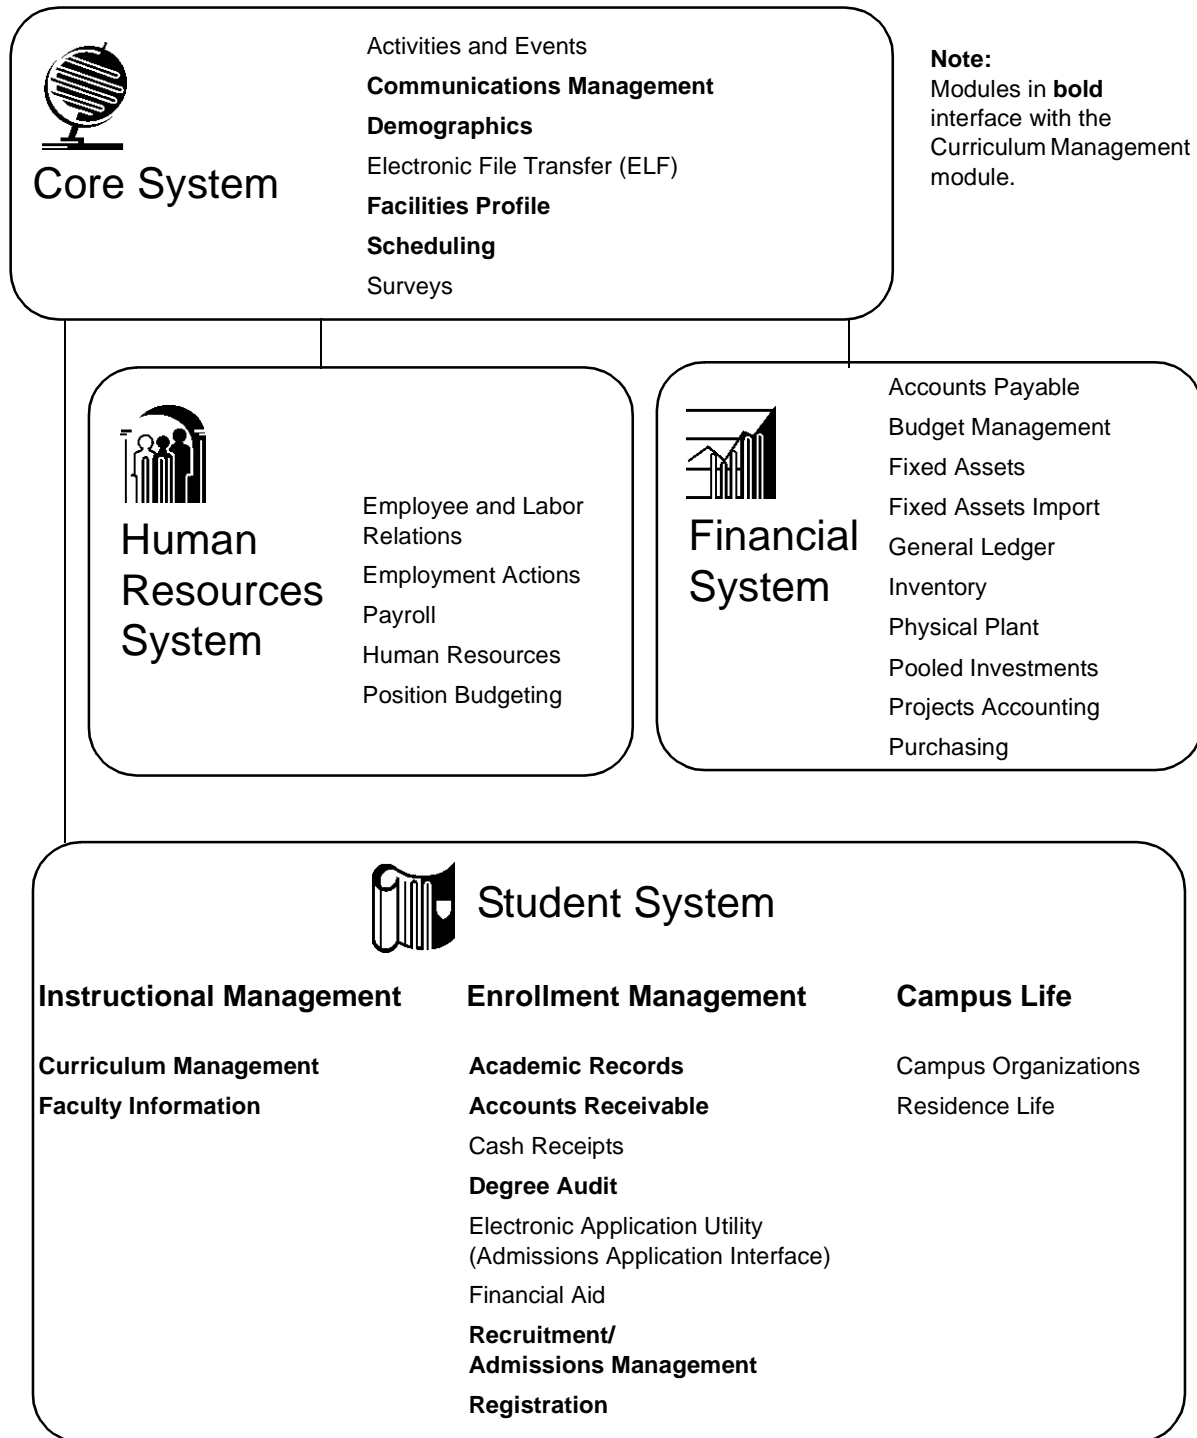 Core System
Activities and Events
Communications Management
Demographics
Electronic File Transfer (ELF)
Facilities Profile
Scheduling
Surveys
Note:
Modules in bold
interface with the
Curriculum Management
module.
Human
Resources
System
Employee and Labor
Relations
Employment Actions
Payroll
Human Resources
Position Budgeting
Financial
System
Accounts Payable
Budget Management
Fixed Assets
Fixed Assets Import
General Ledger
Inventory
Physical Plant
Pooled Investments
Projects Accounting
Purchasing
Student System
Instructional Management
Curriculum Management
Faculty Information
Enrollment Management
Academic Records
Accounts Receivable
Cash Receipts
Degree Audit
Electronic Application Utility
(Admissions Application Interface)
Financial Aid
Recruitment/
Admissions Management
Registration
Campus Life
Campus Organizations
Residence Life